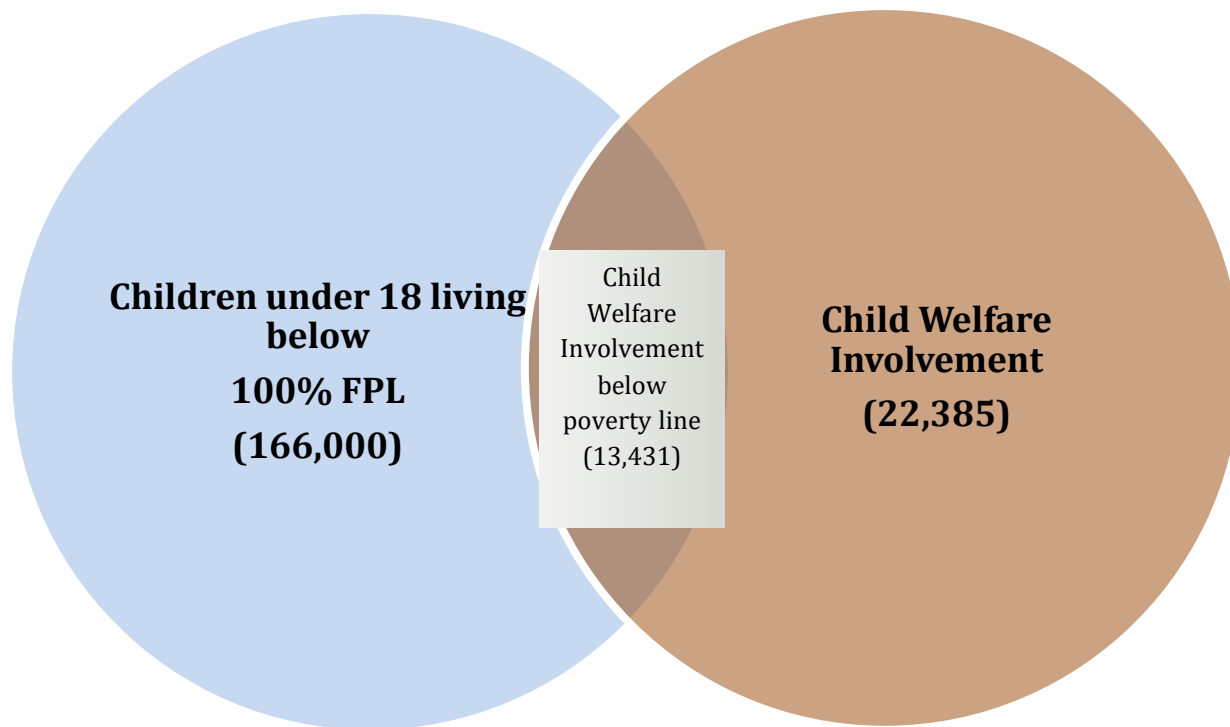 Children under 18 living
below
100% FPL
(166,000)
Child
Welfare
Involvement
below
poverty line
(13,431)
Child Welfare
Involvement
(22,385)